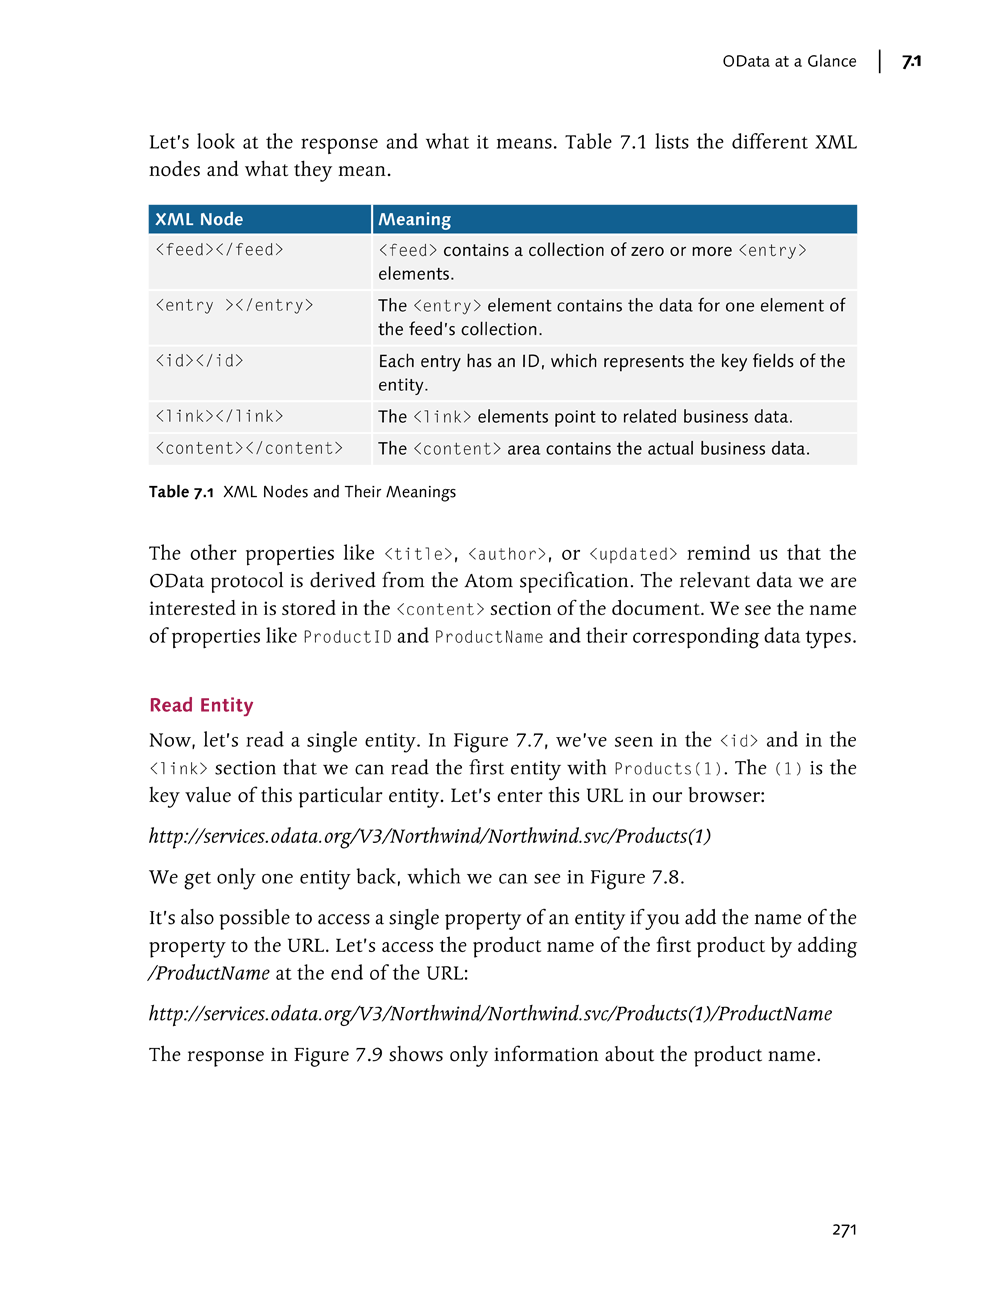 OData at a Glance | 7.1
Let's look at the response and what it means. Table 7.1 lists the different XML
nodes and what they mean.
XML Node Meaning
<feed></feed> <feed> contains a collection of zero or more <entry>
elements.
<entry ></entry> The <entry> element contains the data for one element of
the feed's collection.
<id></id> Each entry has an ID, which represents the key fields of the
entity.
<link></link> The <link> elements point to related business data.
<content></content> The <content> area contains the actual business data.
Table 7.1 XML Nodes and Their Meanings
The other properties like <title>, <author>, or <updated> remind us that the
OData protocol is derived from the Atom specification. The relevant data we are
interested in is stored in the <content> section of the document. We see the name
of properties like ProductID and ProductName and their corresponding data types.
Read Entity
Now, let's read a single entity. In Figure 7.7, we've seen in the <id> and in the
<link> section that we can read the first entity with Products(1). The (1) is the
key value of this particular entity. Let's enter this URL in our browser:
http://services.odata.org/V3/Northwind/Northwind.svc/Products(1)
We get only one entity back, which we can see in Figure 7.8.
It's also possible to access a single property of an entity if you add the name of the
property to the URL. Let's access the product name of the first product by adding
/ProductName at the end of the URL:
http://services.odata.org/V3/Northwind/Northwind.svc/Products(1)/ProductName
The response in Figure 7.9 shows only information about the product name.
271